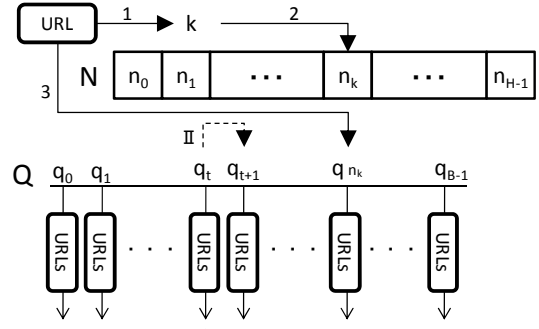 URL 1 k 2
N n0 n1 ... nk ... nH-1
3
II
Q q0 q1 qt qt+1 q nk qB-1
URLs URLs . . . . URLs URLs . . . URLs . . . URLs